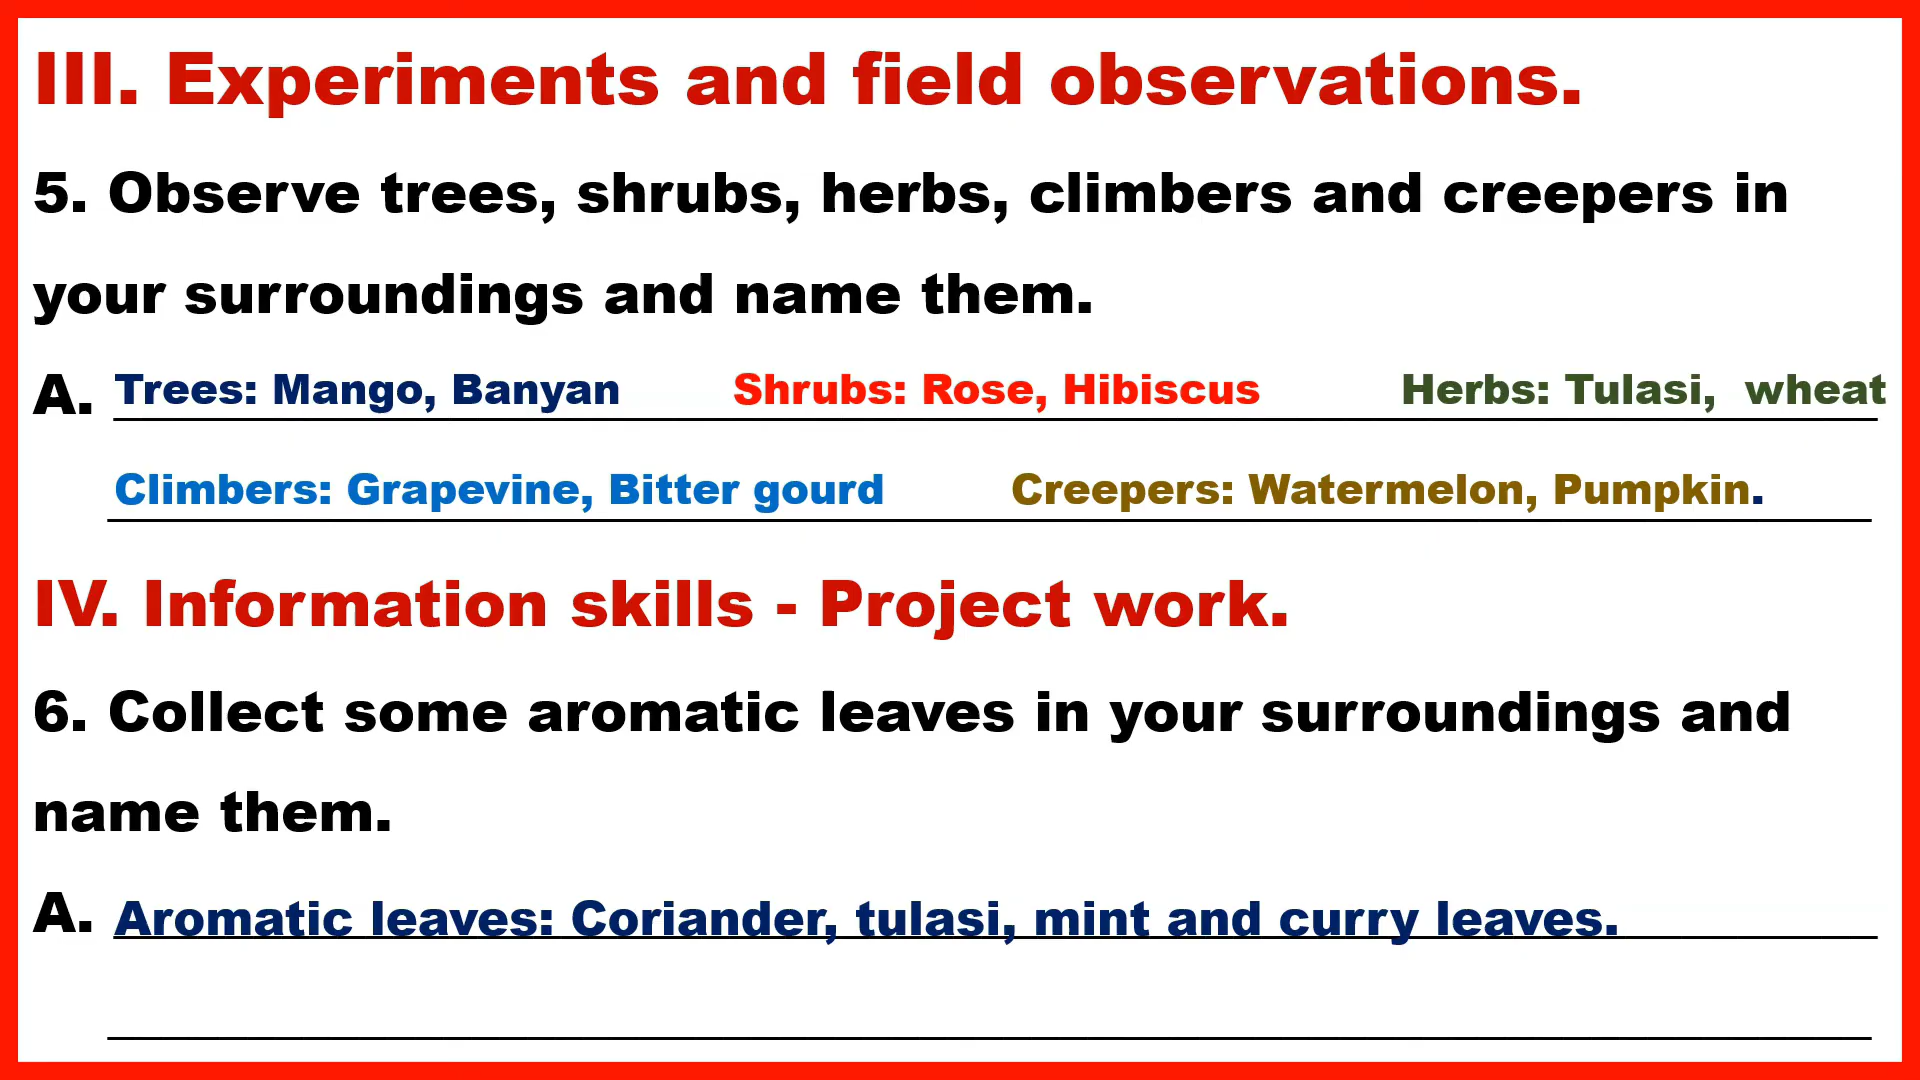 III. Experiments and field observations.
5. Observe trees, shrubs, herbs, climbers and creepers in
your surroundings and name them.
A. Trees: Mango, Banyan Shrubs: Rose, Hibiscus Herbs: Tulasi, wheat
Climbers: Grapevine, Bitter gourd Creepers: Watermelon, Pumpkin.
IV. Information skills - Project work.
6. Collect some aromatic leaves in your surroundings and
name them.
A. Aromatic leaves: Coriander, tulasi, mint and curry leaves.